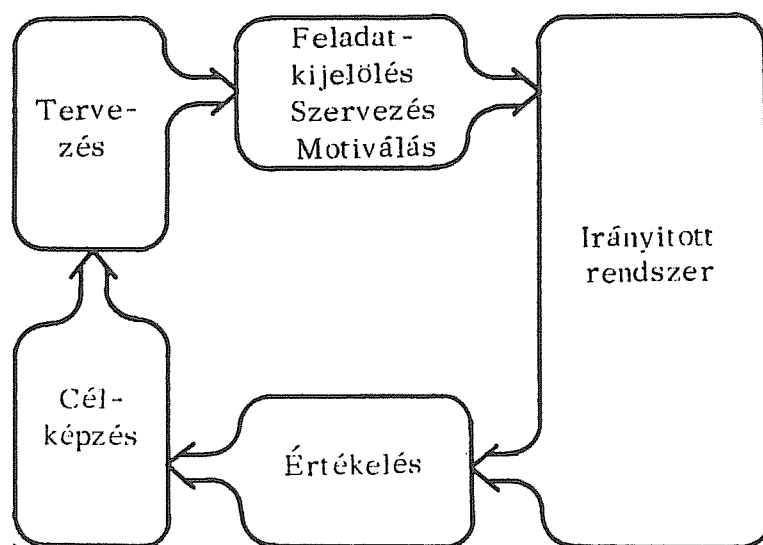 Terve-
zés
Feladat-
kijelölés
Szervezés
Motiválás
Irányitott
rendszer
Cél-
képzés
Értékelés